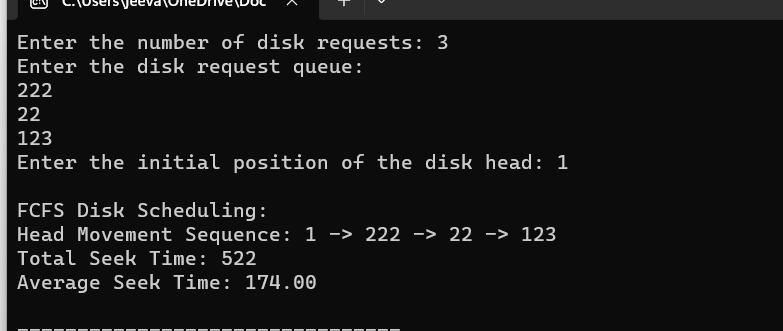 C:\Users\jeeva\OneDrive\Doc
Enter the number of disk requests: 3
Enter the disk request queue:
222
22
123
Enter the initial position of the disk head: 1
FCFS Disk Scheduling:
Head Movement Sequence: 1 -> 222 -> 22 -> 123
Total Seek Time: 522
Average Seek Time: 174.00
--------------------------------